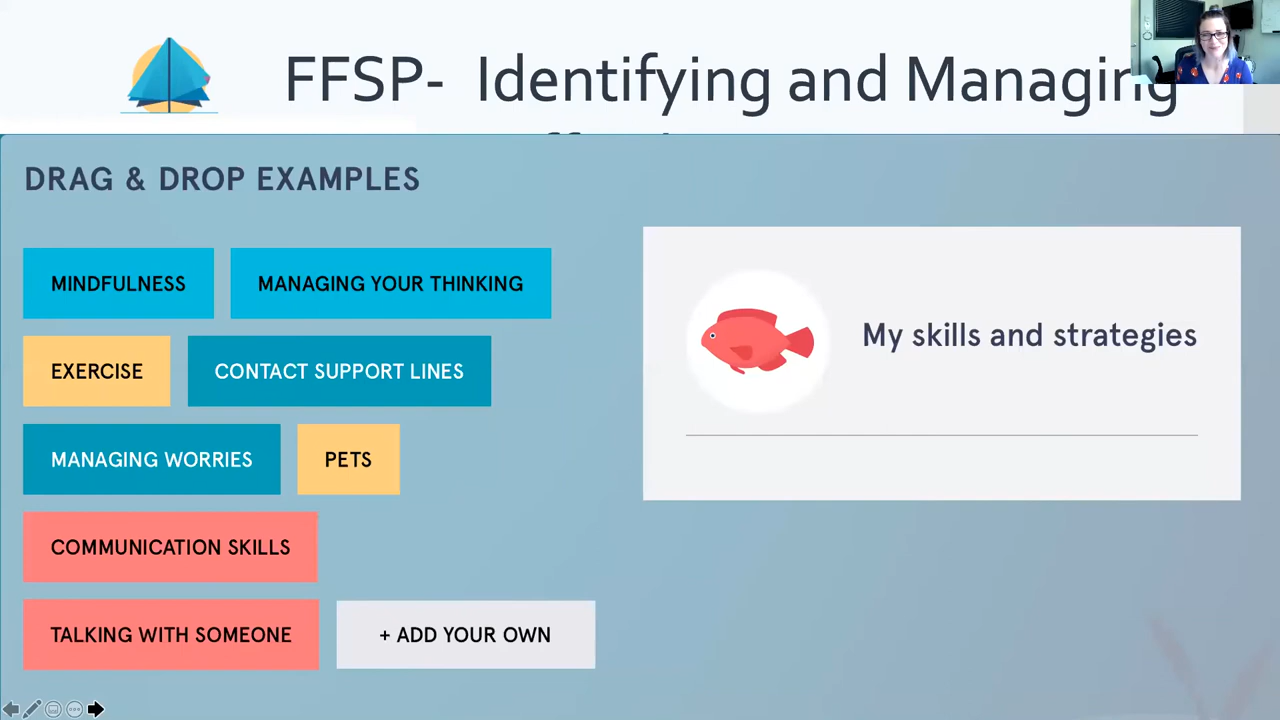 FFSP- Identifying and Managing
DRAG & DROP EXAMPLES
MINDFULNESS
MANAGING YOUR THINKING
EXERCISE
CONTACT SUPPORT LINES
MANAGING WORRIES
PETS
COMMUNICATION SKILLS
TALKING WITH SOMEONE
+ ADD YOUR OWN
My skills and strategies